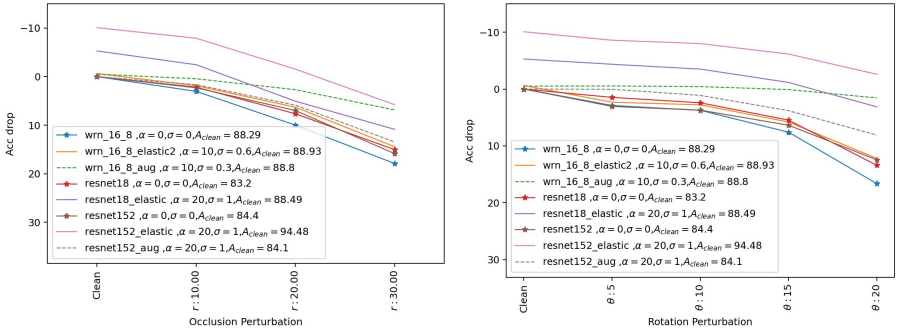 −10
0
10
20
30
Acc drop
wrn_16_8 ,α = 0,σ = 0,A_clean = 88.29
wrn_16_8_elastic2 ,α = 10,σ = 0.6,A_clean = 88.93
wrn_16_8_aug ,α = 10,σ = 0.3,A_clean = 88.8
resnet18 ,α = 0,σ = 0,A_clean = 83.2
resnet18_elastic ,α = 20,σ = 1,A_clean = 88.49
resnet152 ,α = 0,σ = 0,A_clean = 84.4
resnet152_elastic ,α = 20,σ = 1,A_clean = 94.48
resnet152_aug ,α = 20,σ = 1,A_clean = 84.1
Clean
r : 10.00
r : 20.00
r : 30.00
Occlusion Perturbation
−10
0
10
20
30
Acc drop
wrn_16_8 ,α = 0,σ = 0,A_clean = 88.29
wrn_16_8_elastic2 ,α = 10,σ = 0.6,A_clean = 88.93
wrn_16_8_aug ,α = 10,σ = 0.3,A_clean = 88.8
resnet18 ,α = 0,σ = 0,A_clean = 83.2
resnet18_elastic ,α = 20,σ = 1,A_clean = 88.49
resnet152 ,α = 0,σ = 0,A_clean = 84.4
resnet152_elastic ,α = 20,σ = 1,A_clean = 94.48
resnet152_aug ,α = 20,σ = 1,A_clean = 84.1
Clean
θ : 5
θ : 10
θ : 15
θ : 20
Rotation Perturbation